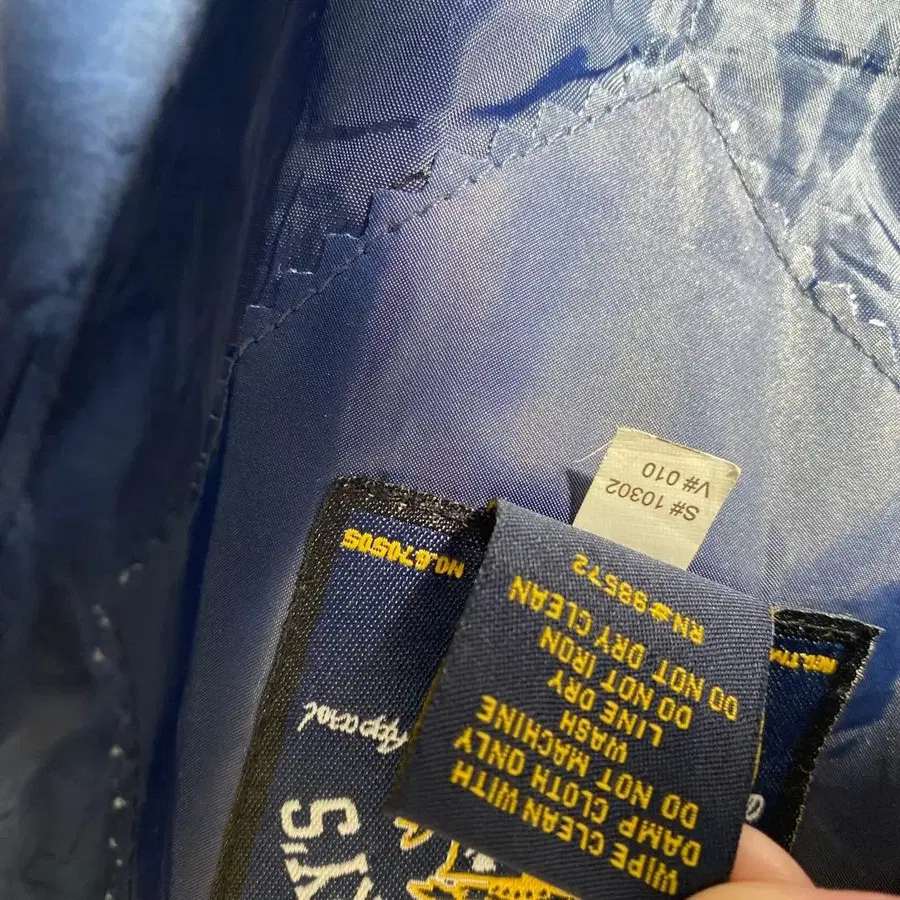 S# 10302
V# 010
WIPE CLEAN WITH
DAMP CLOTH ONLY
DO NOT MACHINE
WASH
LINE DRY
DO NOT IRON
DO NOT DRY CLEAN
RN# 98572
NO.670505
Apparel
Y'S